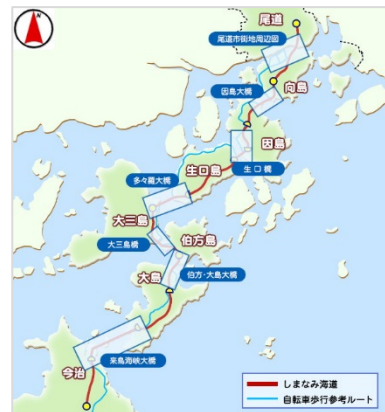 N
尾道
尾道市街地周辺図
向島
因島大橋
因島
生口橋
生口島
多々羅大橋
大三島
大三島橋
伯方島
大島
伯方・大島大橋
来島海峡大橋
今治
しまなみ海道
自転車歩行参考ルート